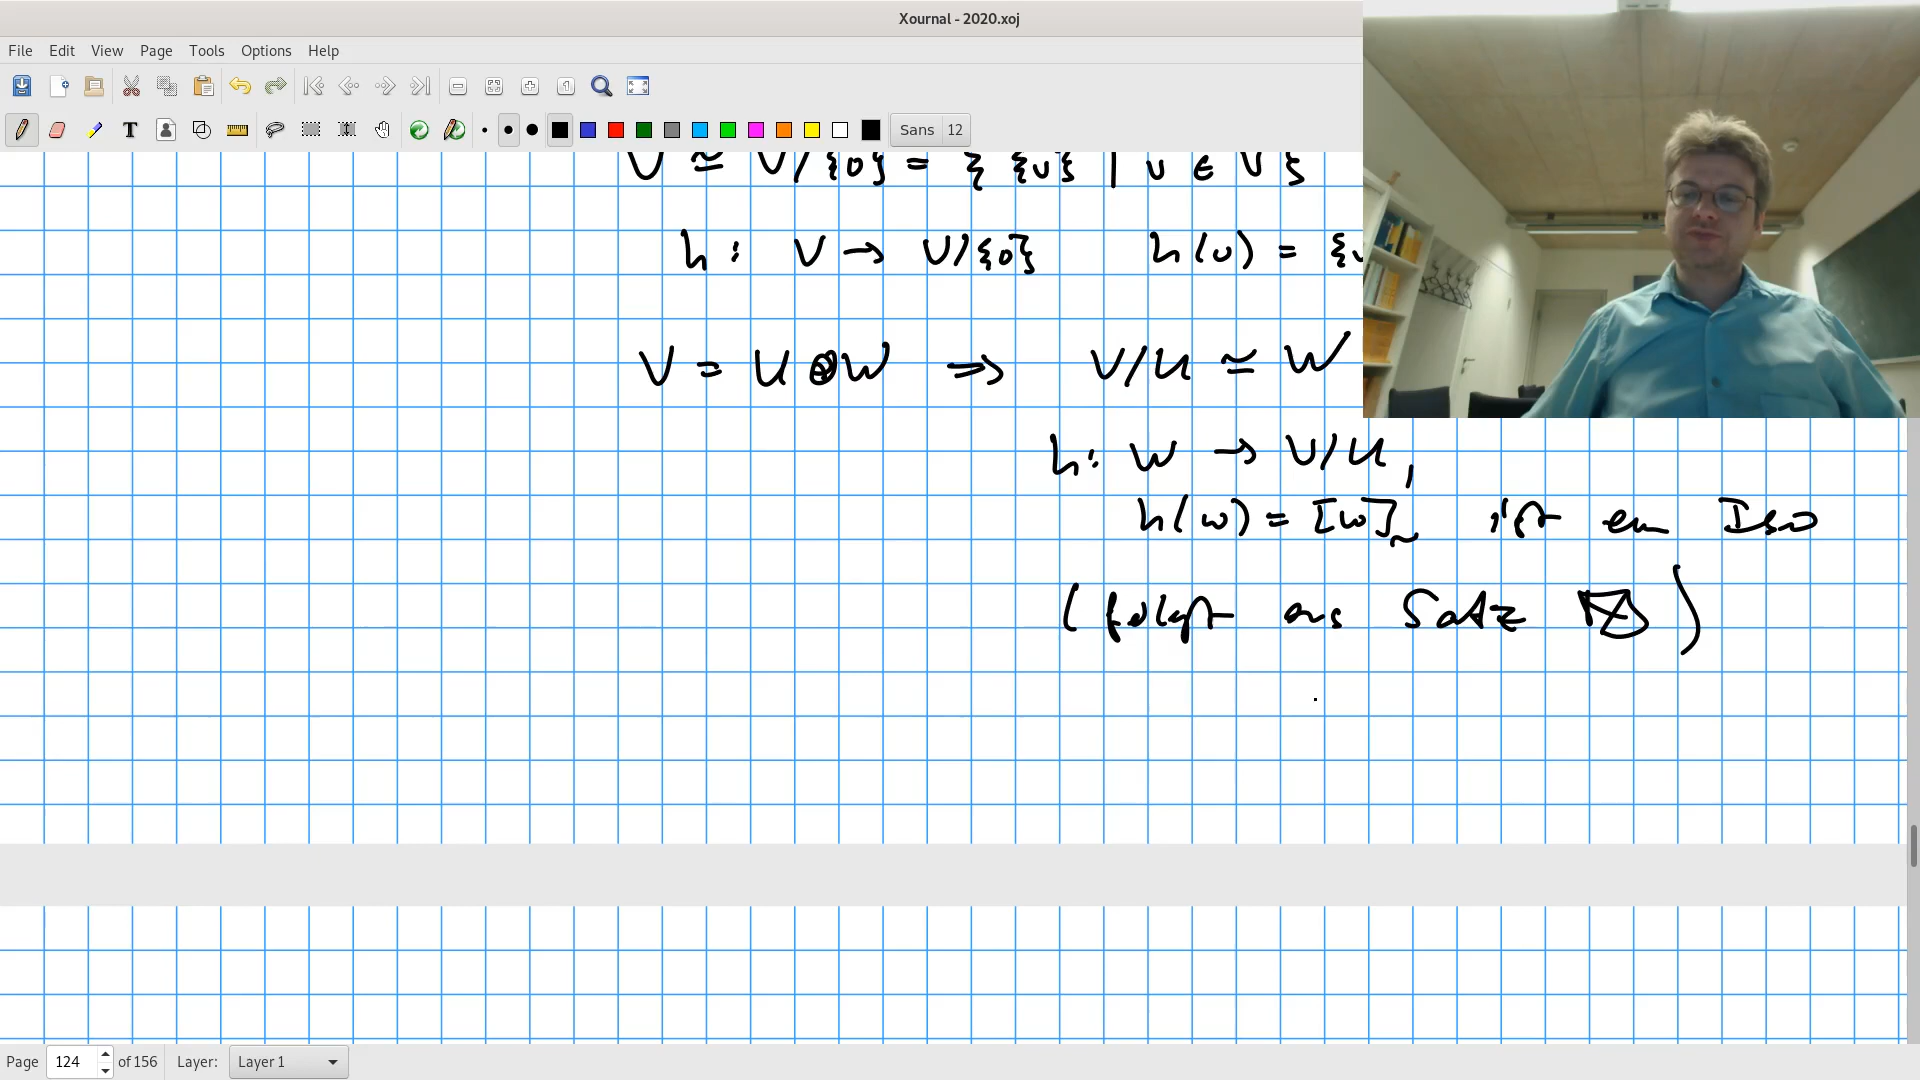 Xournal - 2020.xoj
File Edit View Page Tools Options Help
Sans 12
V ≃ V/{0} = { {v} | v ∈ V }
h : V → V/{0} h(v) = {v
V = U ⊕ W ⇒ V/U ≃ W
h: W → V/U,
h(w) = [w]~ ist ein Iso
(folgt aus Satz )
Page 124 of 156 Layer: Layer 1